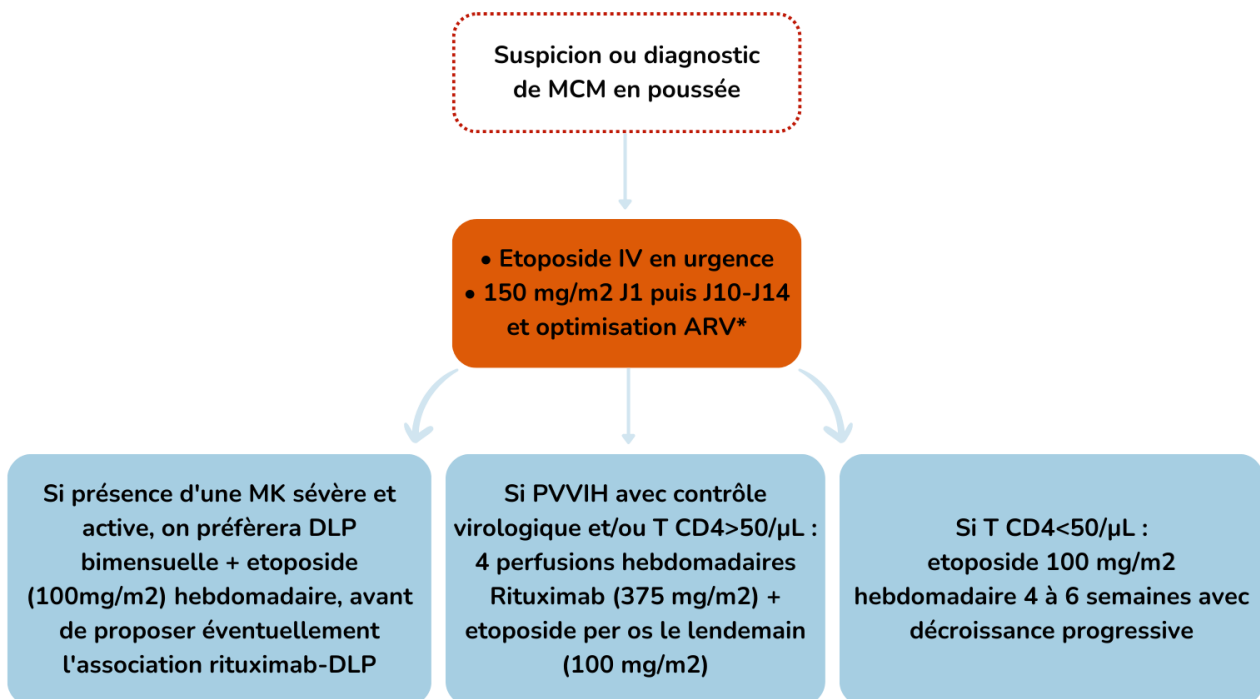 Suspicion ou diagnostic
de MCM en poussée
• Etoposide IV en urgence
• 150 mg/m2 J1 puis J10-J14
et optimisation ARV*
Si présence d'une MK sévère et
active, on préfèrera DLP
bimensuelle + etoposide
(100mg/m2) hebdomadaire, avant
de proposer éventuellement
l'association rituximab-DLP
Si PVVIH avec contrôle
virologique et/ou T CD4>50/µL :
4 perfusions hebdomadaires
Rituximab (375 mg/m2) +
etoposide per os le lendemain
(100 mg/m2)
Si T CD4<50/µL :
etoposide 100 mg/m2
hebdomadaire 4 à 6 semaines avec
décroissance progressive